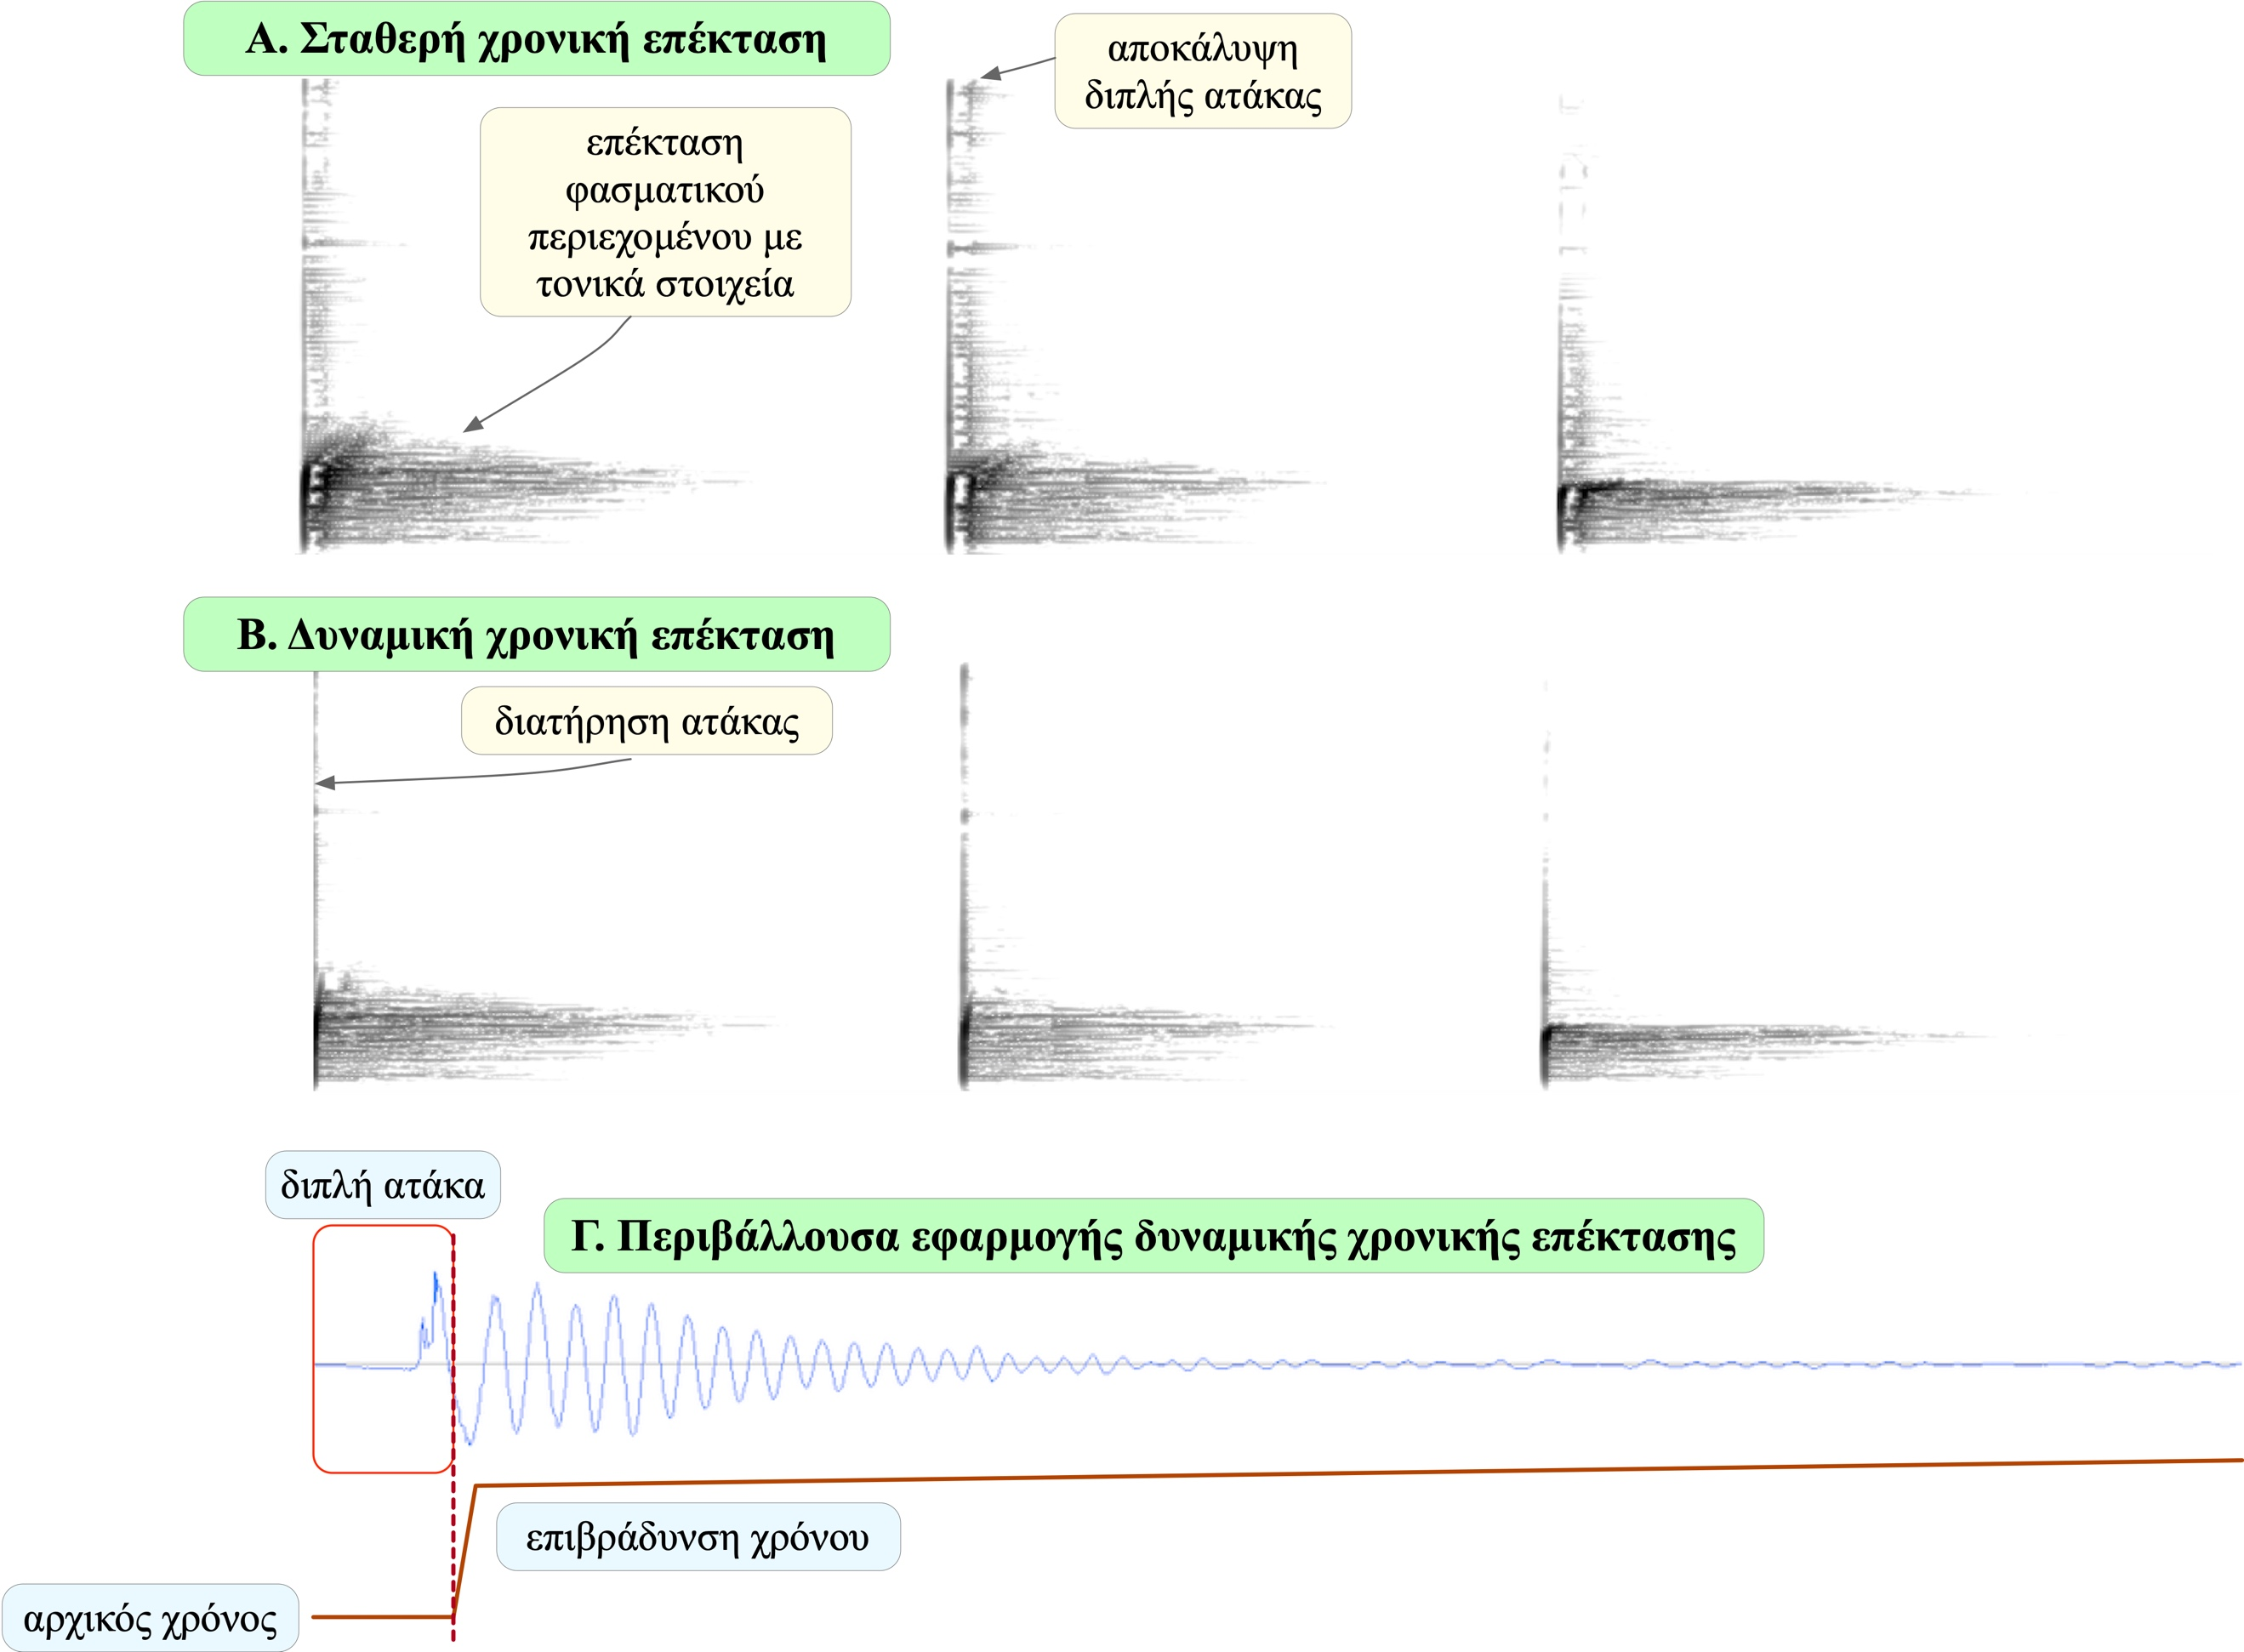 Α. Σταθερή χρονική επέκταση
αποκάλυψη
διπλής ατάκας
επέκταση
φασματικού
περιεχομένου με
τονικά στοιχεία
Β. Δυναμική χρονική επέκταση
διατήρηση ατάκας
διπλή ατάκα
Γ. Περιβάλλουσα εφαρμογής δυναμικής χρονικής επέκτασης
επιβράδυνση χρόνου
αρχικός χρόνος